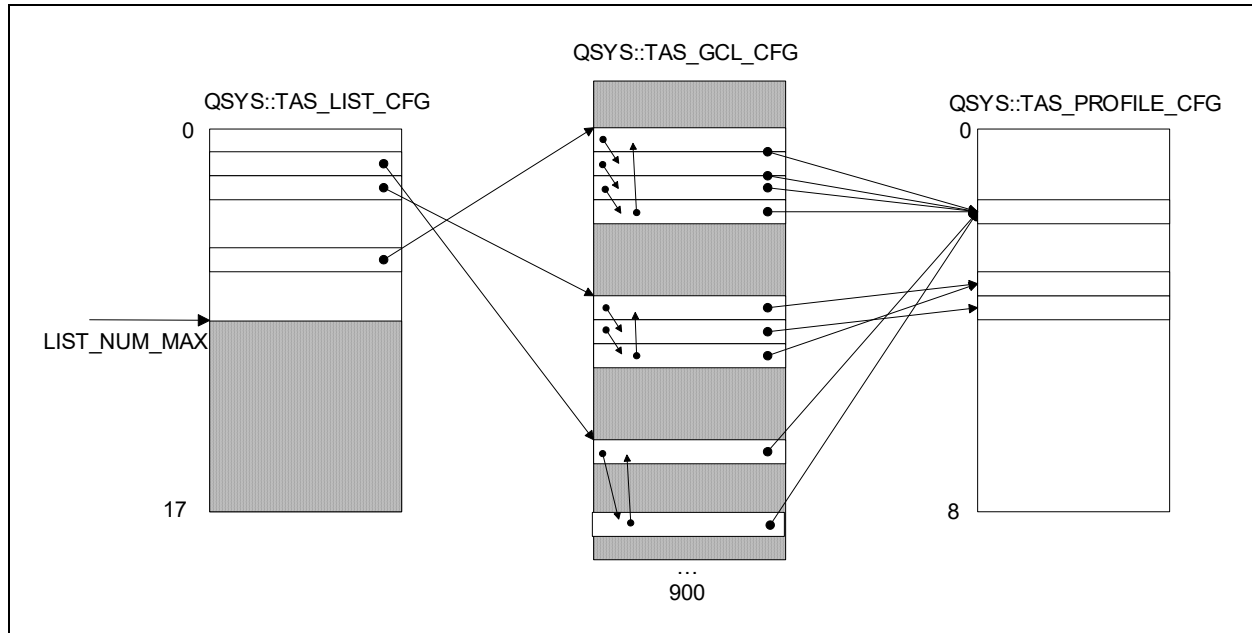 QSYS::TAS_GCL_CFG
QSYS::TAS_LIST_CFG
QSYS::TAS_PROFILE_CFG
0
0
LIST_NUM_MAX
17
8
...
900